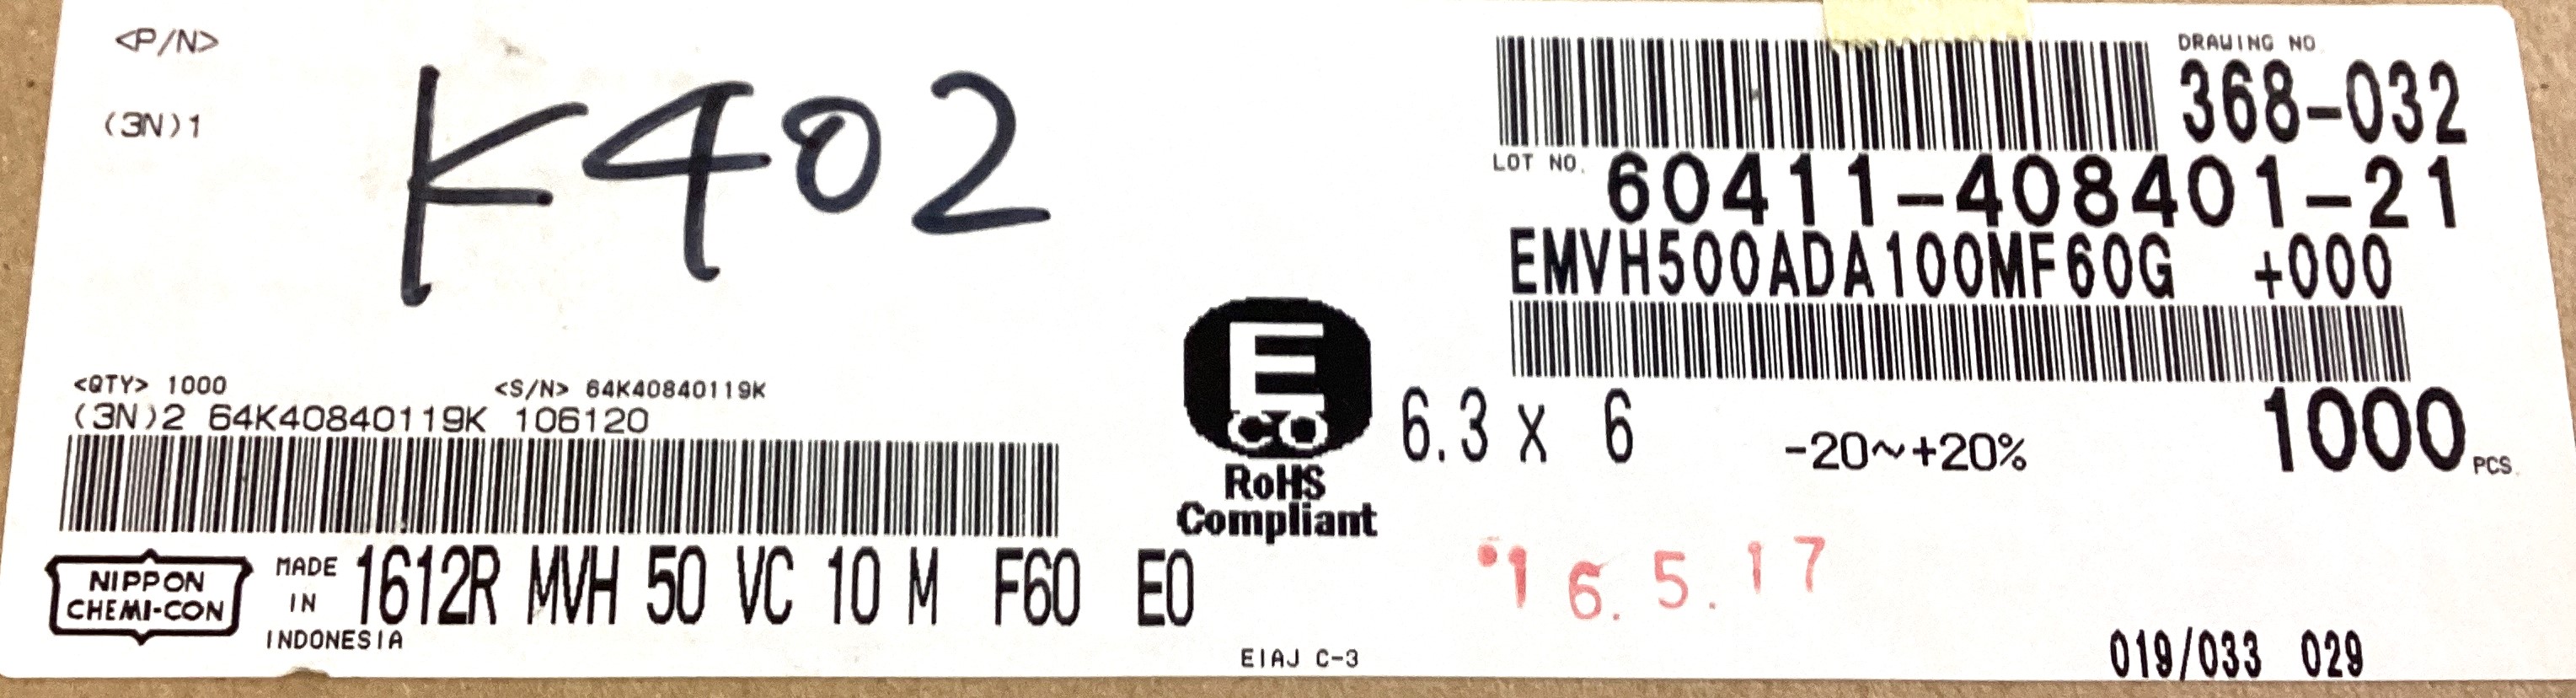 <P/N>
(3N)1
K402
DRAWING NO.
368-032
LOT NO. 60411-408401-21
EMVH500ADA100MF60G +000
<QTY> 1000 <S/N> 64K40840119K
(3N)2 64K40840119K 106120
E
CO
RoHS
Compliant
6.3 x 6 -20~+20% 1000 PCS.
NIPPON
CHEMI-CON
MADE
IN
INDONESIA
1612R MVH 50 VC 10 M F60 E0
'16.5.17
EIAJ C-3
019/033 029